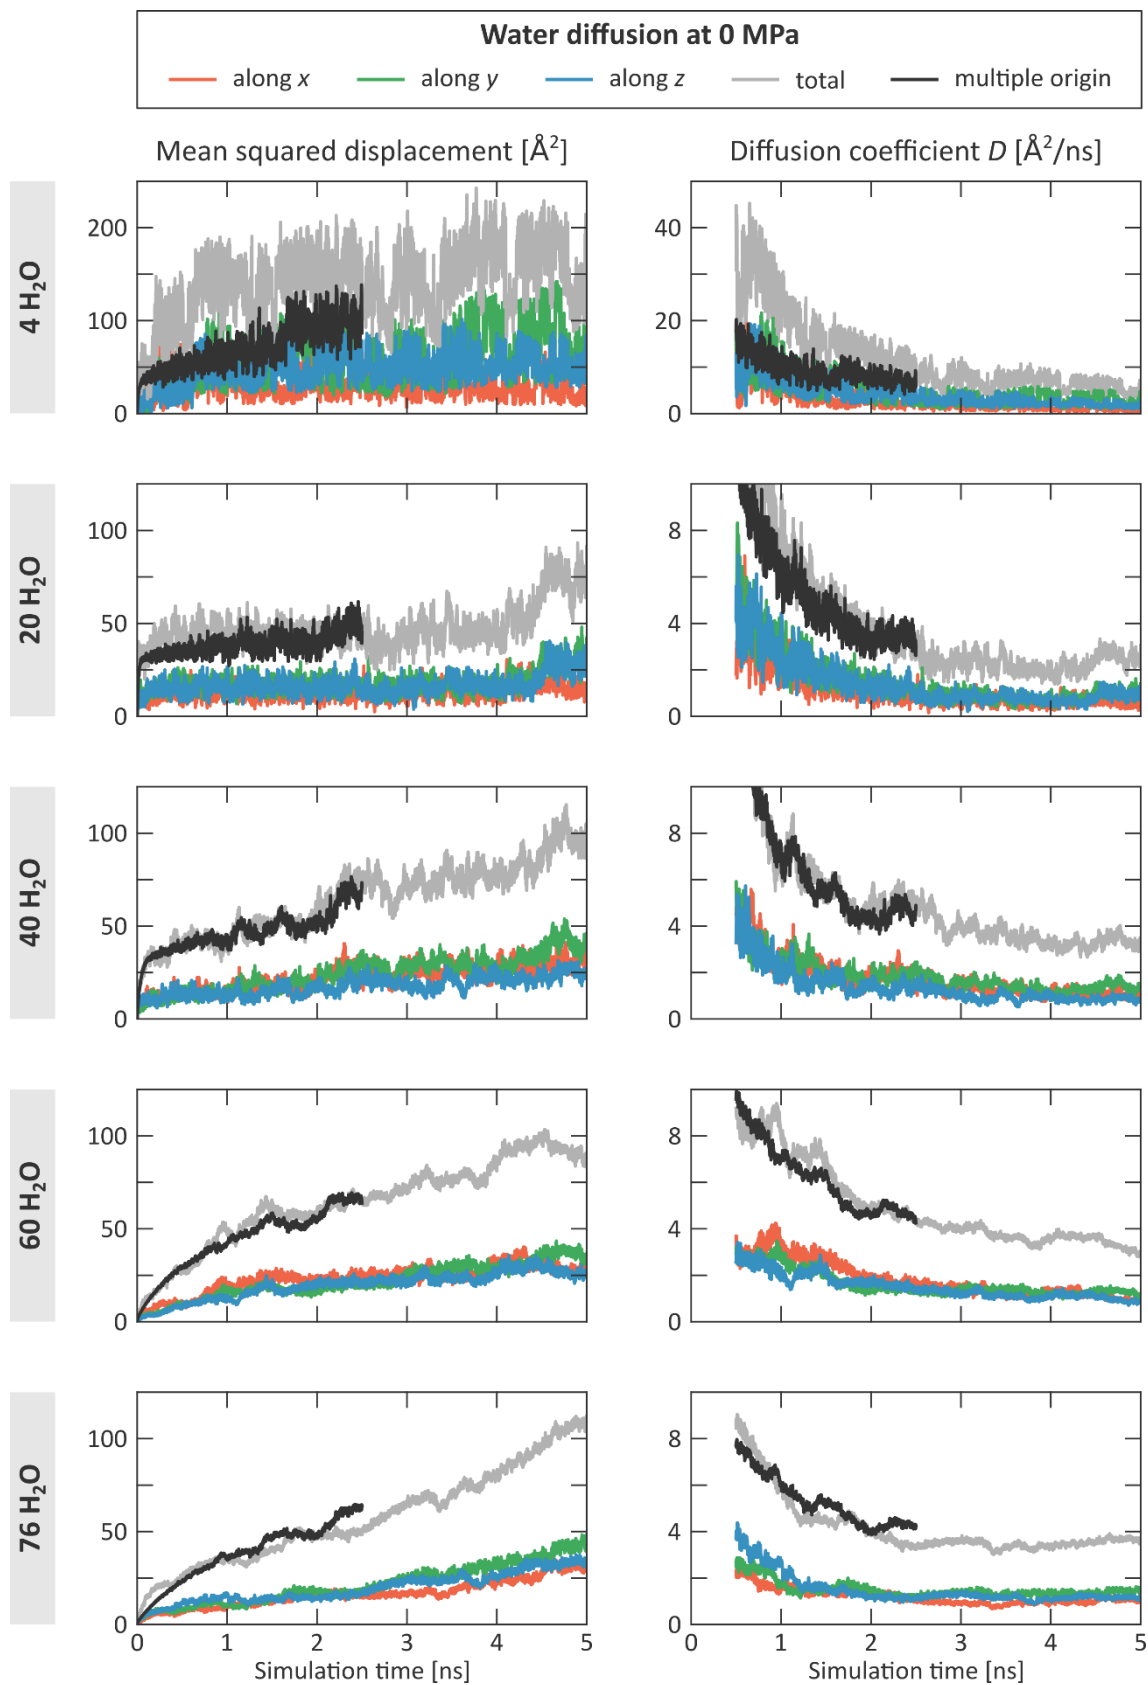 Water diffusion at 0 MPa
along x along y along z total multiple origin
Mean squared displacement [Å²] Diffusion coefficient D [Å²/ns]
4 H₂O
200
100
0
40
20
0
20 H₂O
100
50
0
8
4
0
40 H₂O
100
50
0
8
4
0
60 H₂O
100
50
0
8
4
0
76 H₂O
100
50
0
8
4
0
0 1 2 3 4 5
0 1 2 3 4 5
Simulation time [ns] Simulation time [ns]